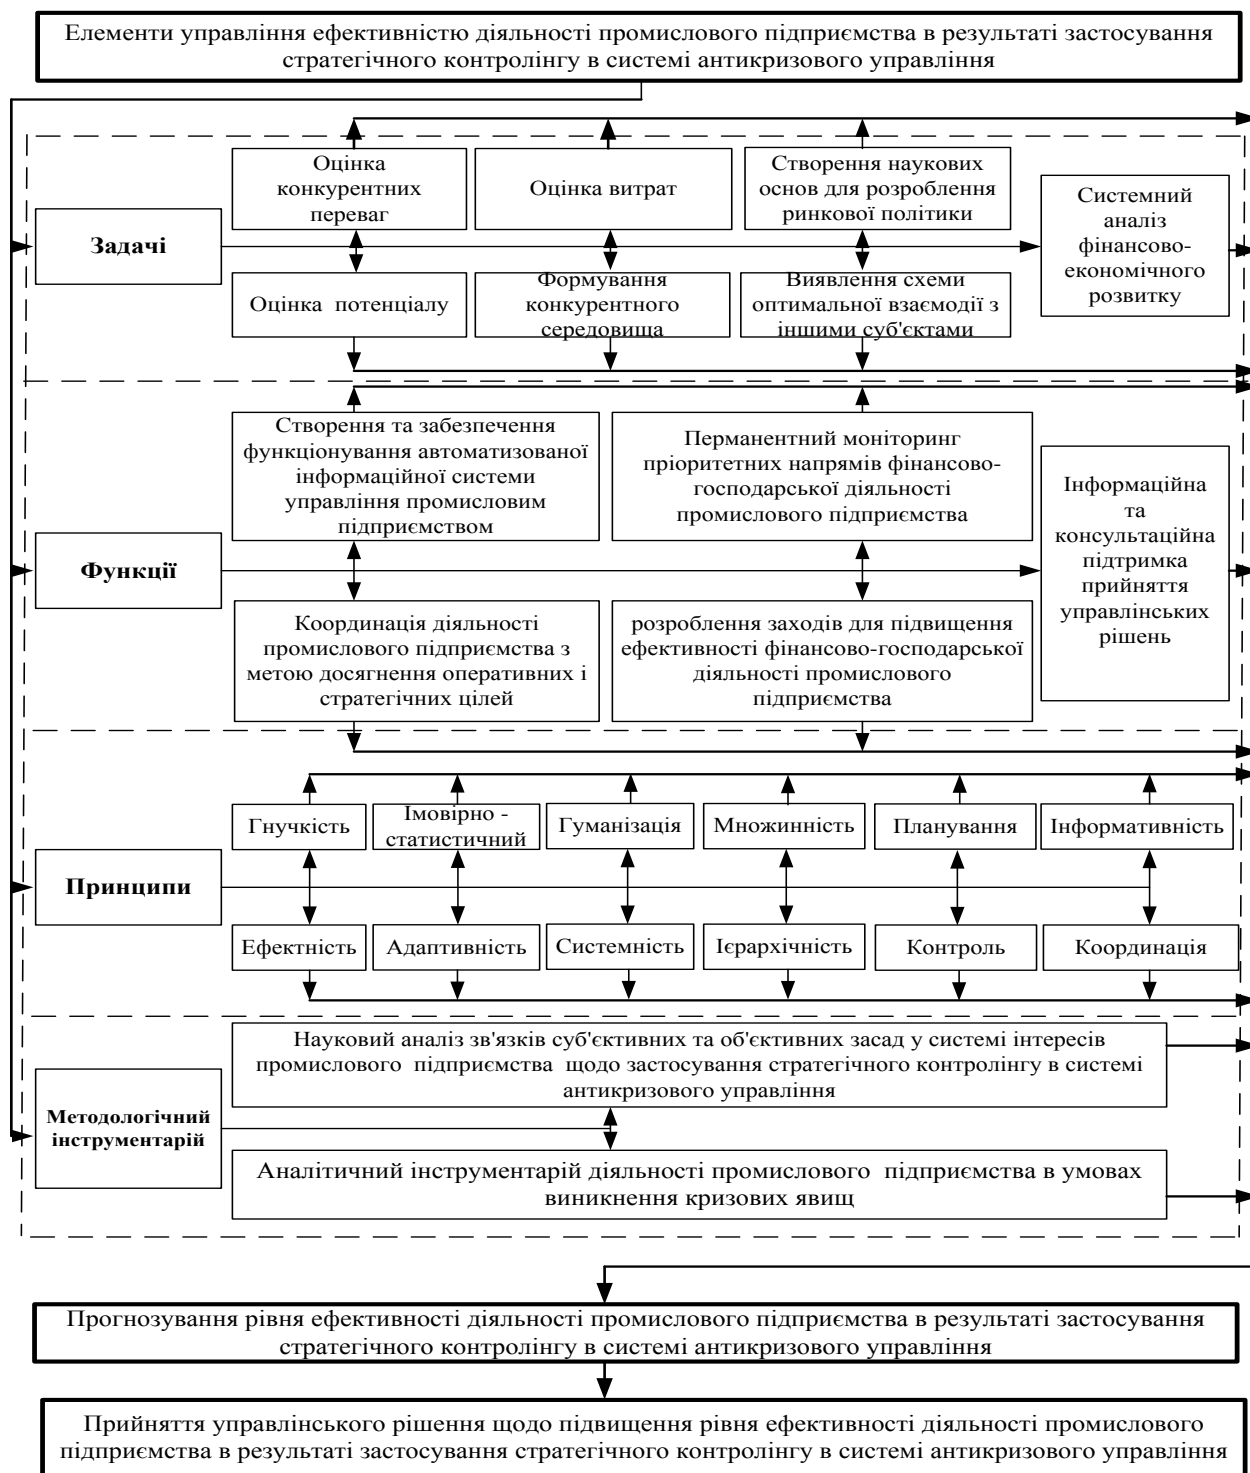 Елементи управління ефективністю діяльності промислового підприємства в результаті застосування
стратегічного контролінгу в системі антикризового управління
Задачі
Оцінка
конкурентних
переваг
Оцінка витрат
Створення наукових
основ для розроблення
ринкової політики
Оцінка потенціалу
Формування
конкурентного
середовища
Виявлення схеми
оптимальної взаємодії з
іншими суб'єктами
Системний
аналіз
фінансово-
економічного
розвитку
Функції
Створення та забезпечення
функціонування автоматизованої
інформаційної системи
управління промисловим
підприємством
Перманентний моніторинг
пріоритетних напрямів фінансово-
господарської діяльності
промислового підприємства
Координація діяльності
промислового підприємства з
метою досягнення оперативних і
стратегічних цілей
розроблення заходів для підвищення
ефективності фінансово-господарської
діяльності промислового
підприємства
Інформаційна
та
консультаційна
підтримка
прийняття
управлінських
рішень
Принципи
Гнучкість
Імовірно -
статистичний
Гуманізація
Множинність
Планування
Інформативність
Ефектність
Адаптивність
Системність
Ієрархічність
Контроль
Координація
Методологічний
інструментарій
Науковий аналіз зв'язків суб'єктивних та об'єктивних засад у системі інтересів
промислового підприємства щодо застосування стратегічного контролінгу в системі
антикризового управління
Аналітичний інструментарій діяльності промислового підприємства в умовах
виникнення кризових явищ
Прогнозування рівня ефективності діяльності промислового підприємства в результаті застосування
стратегічного контролінгу в системі антикризового управління
Прийняття управлінського рішення щодо підвищення рівня ефективності діяльності промислового
підприємства в результаті застосування стратегічного контролінгу в системі антикризового управління